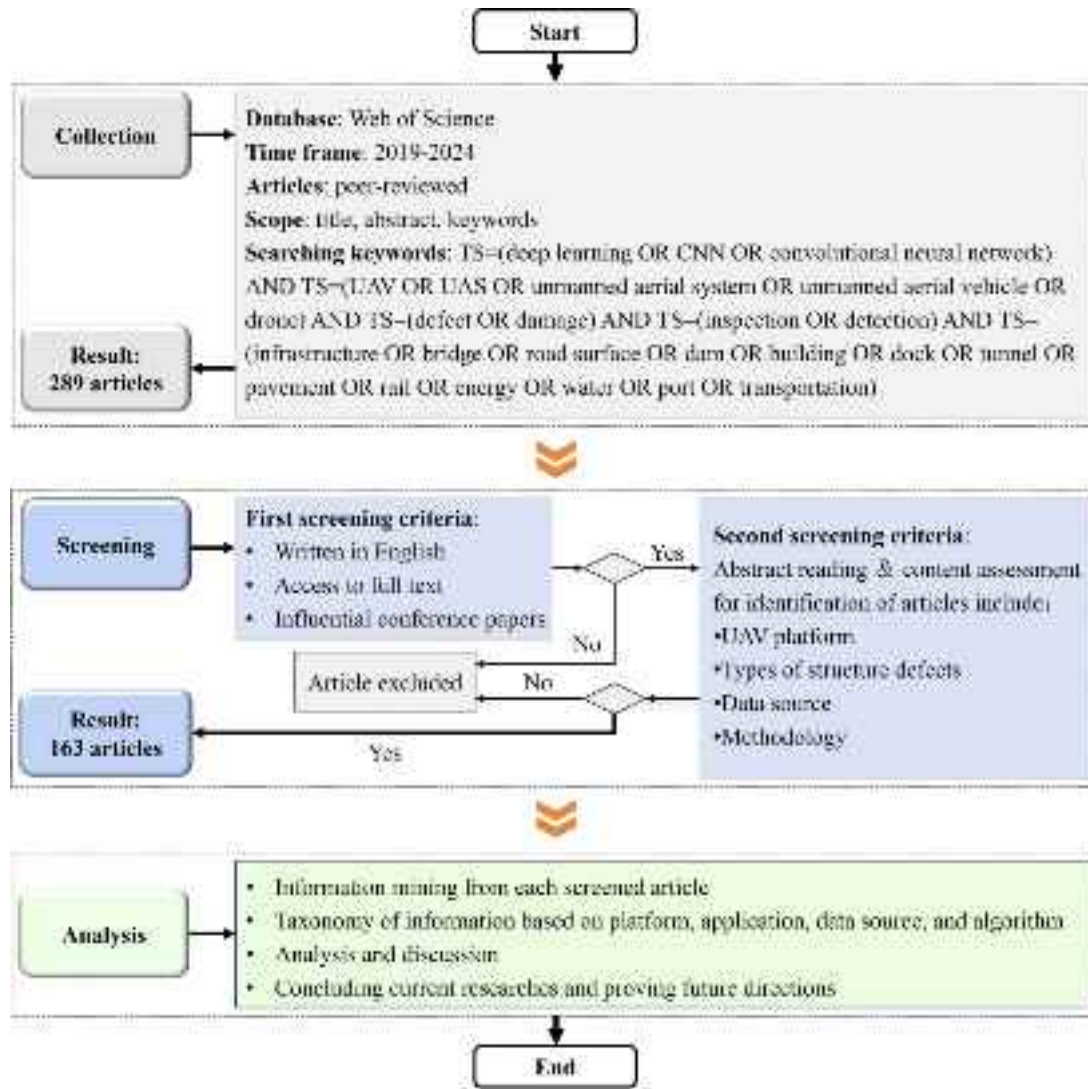 Start
Collection
Database: Web of Science
Time frame: 2019-2024
Articles: peer-reviewed
Scope: title, abstract, keywords
Searching keywords: TS=(deep learning OR CNN OR convolutional neural network)
AND TS=(UAV OR UAS OR unmanned aerial system OR unmanned aerial vehicle OR
drone) AND TS=(defect OR damage) AND TS=(inspection OR detection) AND TS=
(infrastructure OR bridge OR road surface OR dam OR building OR dock OR tunnel OR
pavement OR rail OR energy OR water OR port OR transportation)
Result:
289 articles
Screening
First screening criteria:
• Written in English
• Access to full text
• Influential conference papers
Yes
No
Second screening criteria:
Abstract reading & content assessment
for identification of articles include:
•UAV platform
•Types of structure defects
•Data source
•Methodology
Article excluded
No
Yes
Result:
163 articles
Analysis
• Information mining from each screened article
• Taxonomy of information based on platform, application, data source, and algorithm
• Analysis and discussion
• Concluding current researches and proving future directions
End